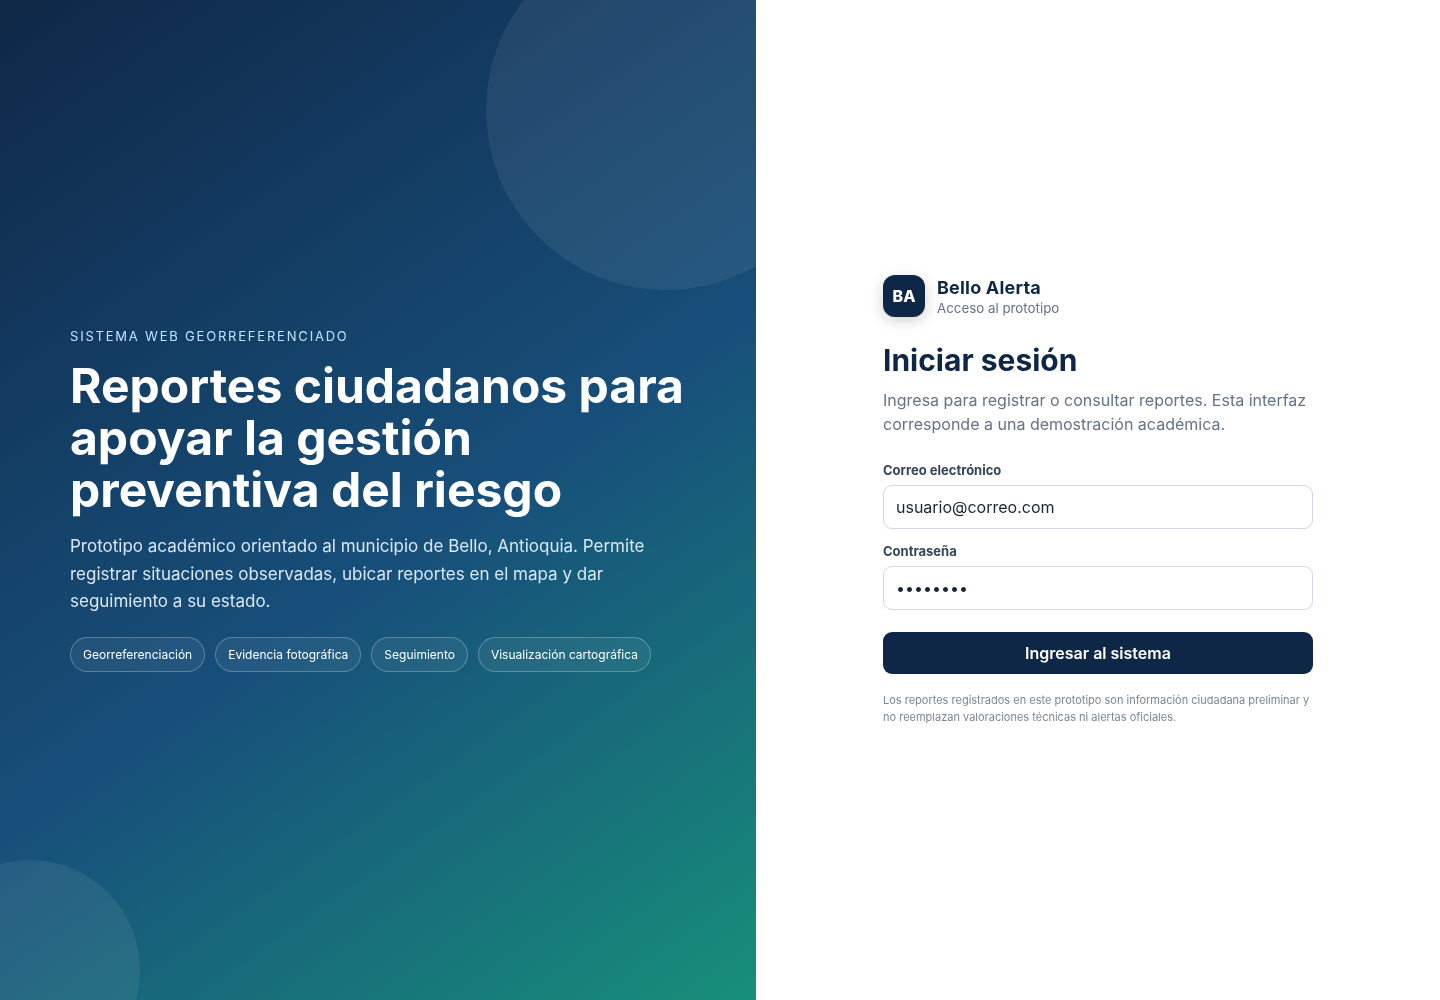 SISTEMA WEB GEORREFERENCIADO
Reportes ciudadanos para
apoyar la gestión
preventiva del riesgo
Prototipo académico orientado al municipio de Bello, Antioquia. Permite
registrar situaciones observadas, ubicar reportes en el mapa y dar
seguimiento a su estado.
Georreferenciación
Evidencia fotográfica
Seguimiento
Visualización cartográfica
BA
Bello Alerta
Acceso al prototipo
Iniciar sesión
Ingresa para registrar o consultar reportes. Esta interfaz
corresponde a una demostración académica.
Correo electrónico
usuario@correo.com
Contraseña
••••••••
Ingresar al sistema
Los reportes registrados en este prototipo son información ciudadana preliminar y
no reemplazan valoraciones técnicas ni alertas oficiales.